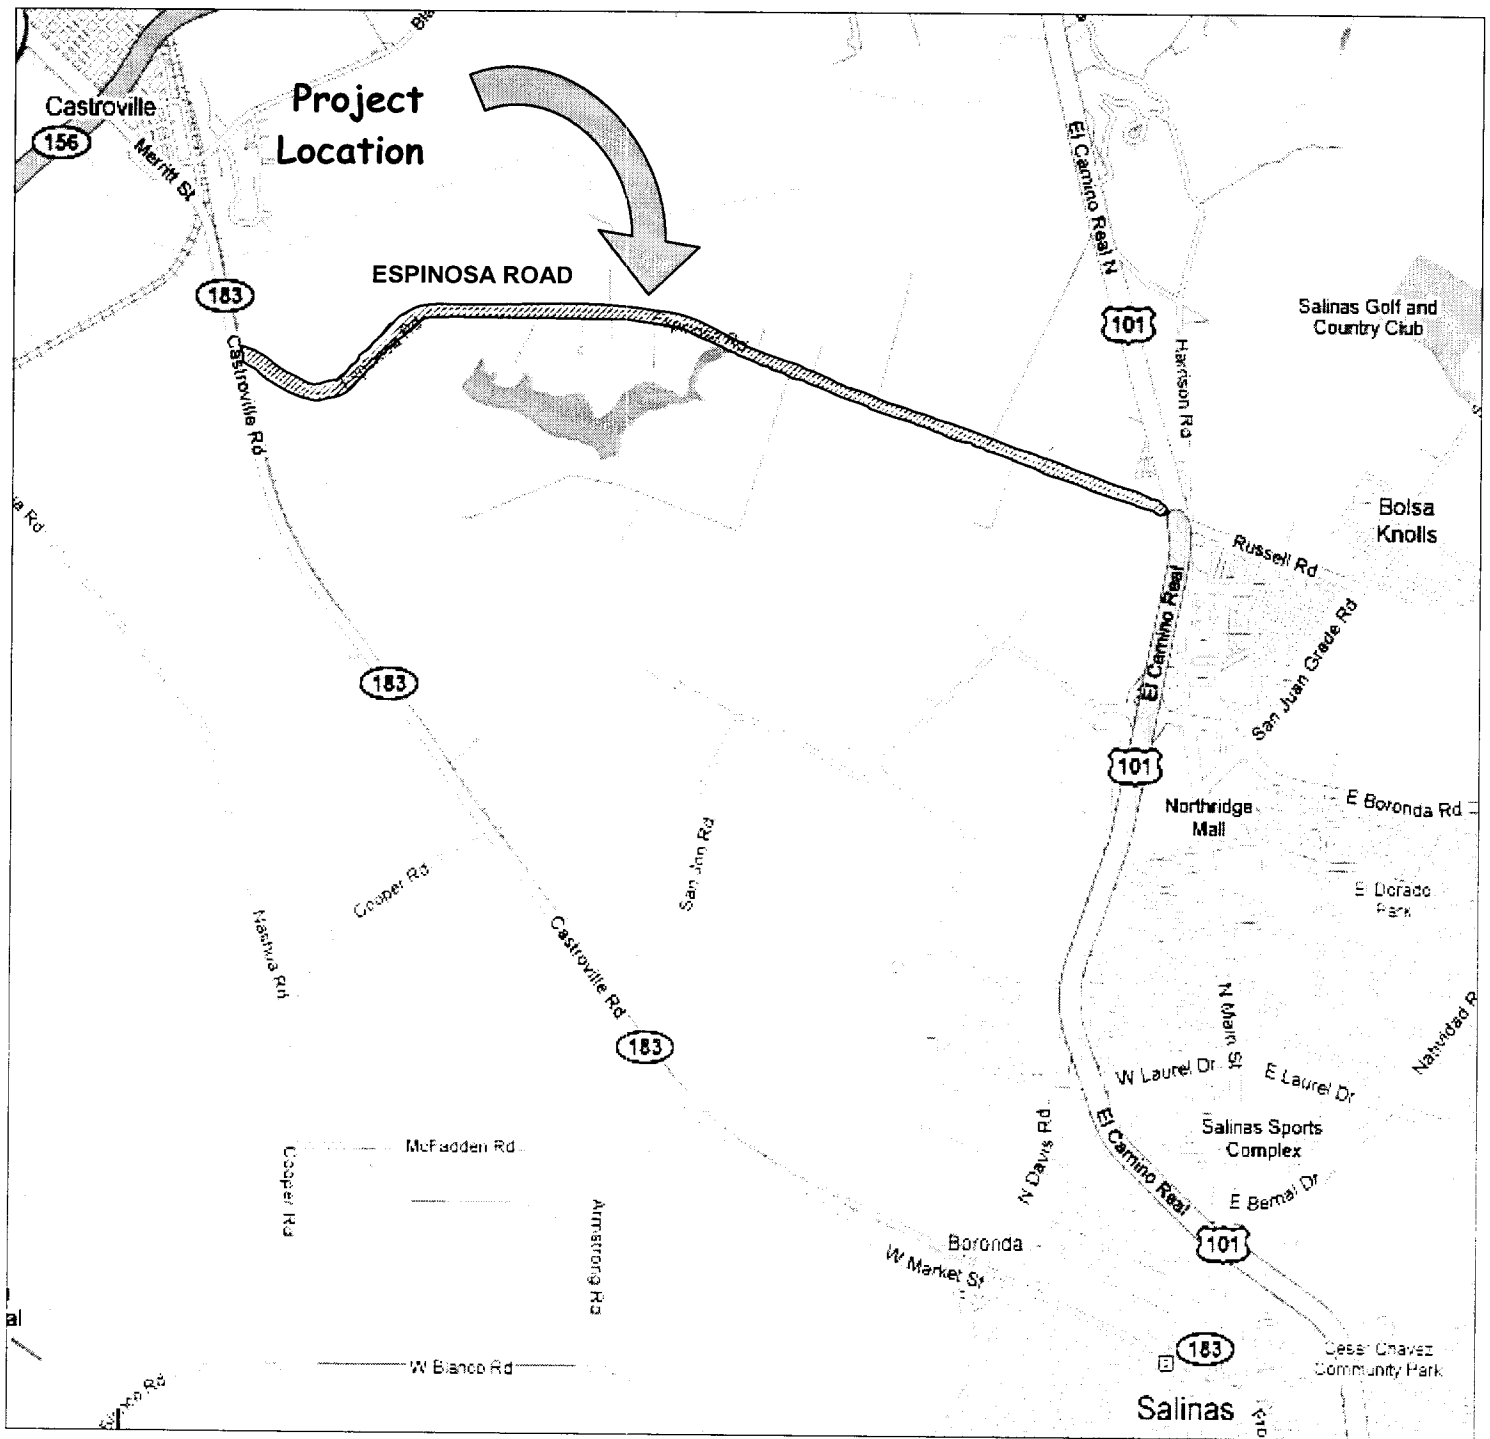 Castroville
156
Merritt St
Project
Location
ESPINOSA ROAD
183
Castroville Rd
El Camino Real N
101
Harrison Rd
Salinas Golf and
Country Club
Bolsa
Knolls
Russell Rd
San Juan Grade Rd
El Camino Real
101
Northridge
Mall
E Boronda Rd
El Dorado
Park
183
Cooper Rd
San Jon Rd
Castroville Rd
183
Nashua Rd
N Main St
W Laurel Dr
E Laurel Dr
Natividad R
Salinas Sports
Complex
E Bernal Dr
N Davis Rd
El Camino Real
101
McFadden Rd
Cooper Rd
Armstrong Rd
Boronda
W Market St
W Blanco Rd
183
Cesar Chavez
Community Park
Salinas
al